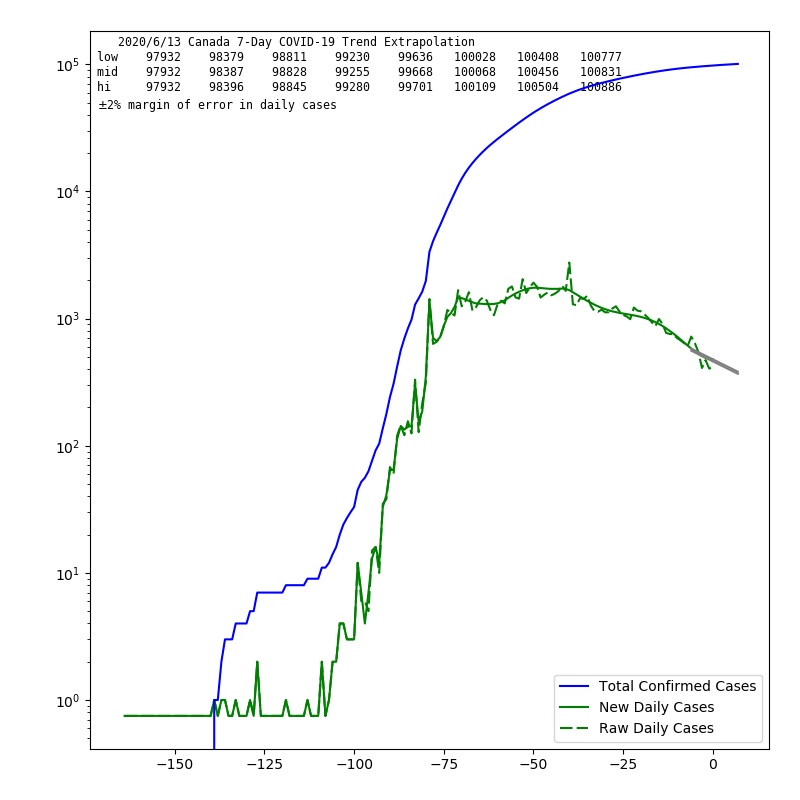 2020/6/13 Canada 7-Day COVID-19 Trend Extrapolation
low 97932 98379 98811 99230 99636 100028 100408 100777
mid 97932 98387 98828 99255 99668 100068 100456 100831
hi 97932 98396 98845 99280 99701 100109 100504 100886
±2% margin of error in daily cases
10^5
10^4
10^3
10^2
10^1
10^0
Total Confirmed Cases
New Daily Cases
Raw Daily Cases
−150 −125 −100 −75 −50 −25 0